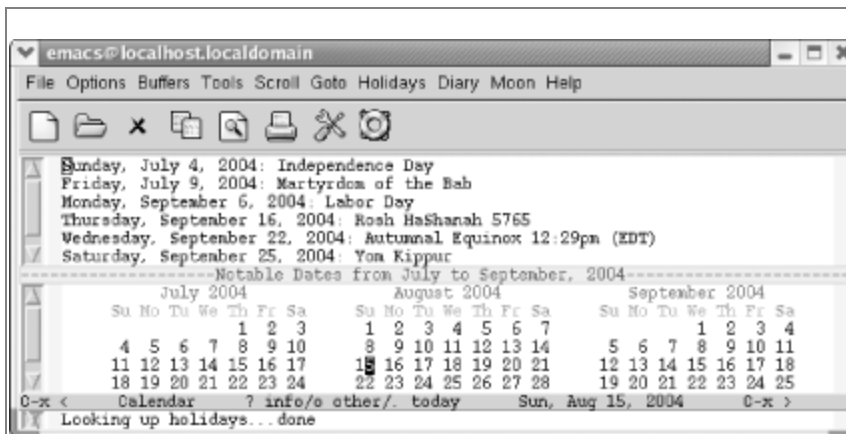 emacs@localhost.localdomain
File Options Buffers Tools Scroll Goto Holidays Diary Moon Help
Sunday, July 4, 2004: Independence Day
Friday, July 9, 2004: Martyrdom of the Bab
Monday, September 6, 2004: Labor Day
Thursday, September 16, 2004: Rosh HaShanah 5765
Wednesday, September 22, 2004: Autumnal Equinox 12:29pm (EDT)
Saturday, September 25, 2004: Yom Kippur
---------------------Notable Dates from July to September, 2004------------------------
July 2004 August 2004 September 2004
Su Mo Tu We Th Fr Sa Su Mo Tu We Th Fr Sa Su Mo Tu We Th Fr Sa
1 2 3 1 2 3 4 5 6 7 1 2 3 4
4 5 6 7 8 9 10 8 9 10 11 12 13 14 5 6 7 8 9 10 11
11 12 13 14 15 16 17 15 16 17 18 19 20 21 12 13 14 15 16 17 18
18 19 20 21 22 23 24 22 23 24 25 26 27 28 19 20 21 22 23 24 25
C-x < Calendar ? info/o other/. today Sun, Aug 15, 2004 C-x >
Looking up holidays...done